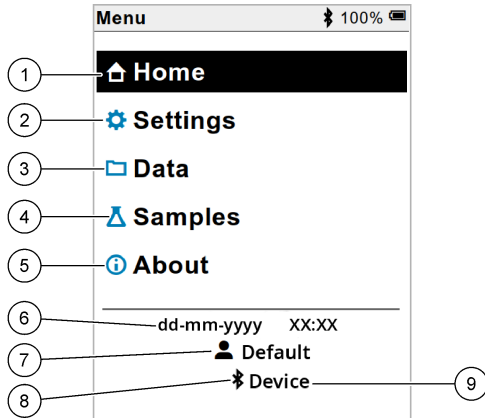 Menu 100%
1 Home
2 Settings
3 Data
4 Samples
5 About
6 dd-mm-yyyy XX:XX
7 Default
8 Device 9